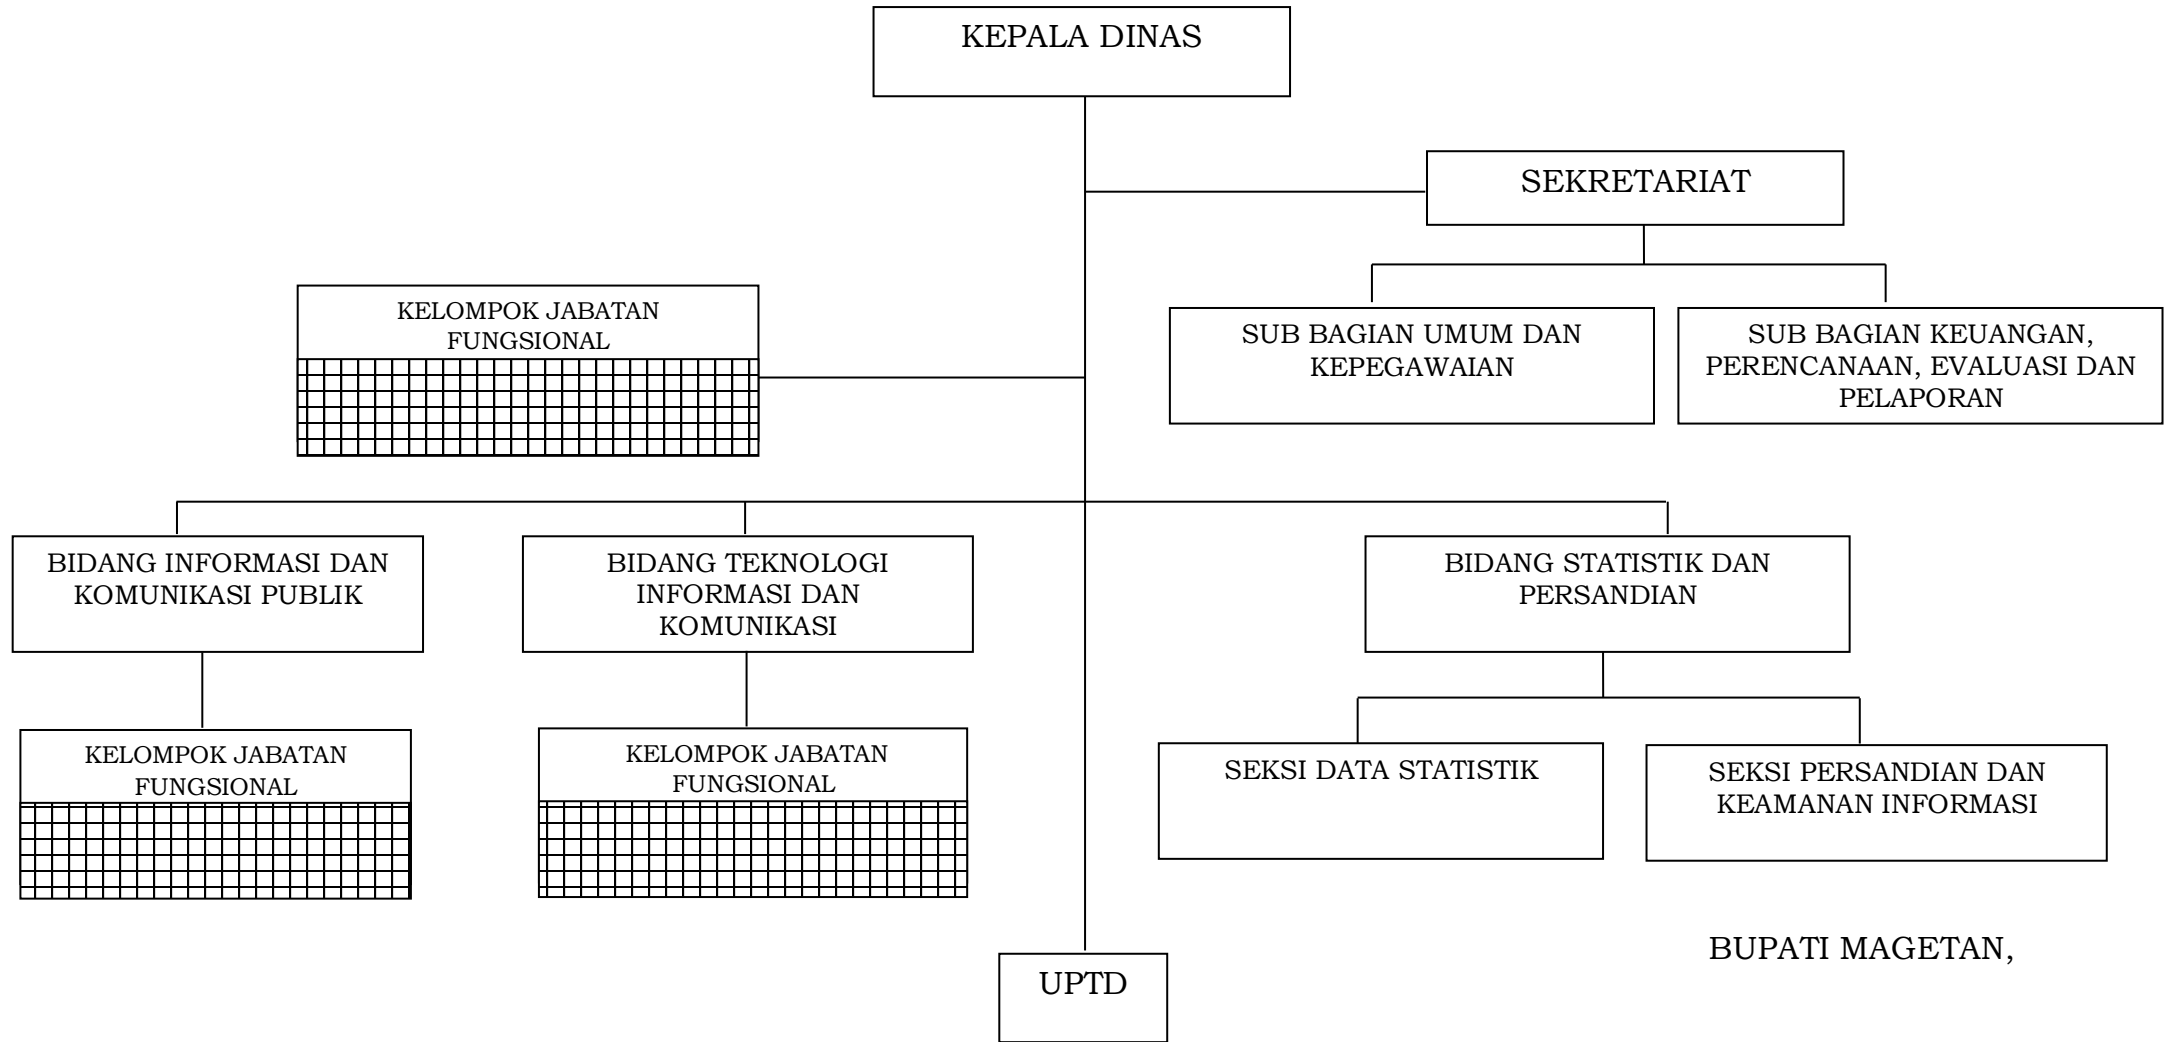 KEPALA DINAS
SEKRETARIAT
KELOMPOK JABATAN
FUNGSIONAL
SUB BAGIAN UMUM DAN
KEPEGAWAIAN
SUB BAGIAN KEUANGAN,
PERENCANAAN, EVALUASI DAN
PELAPORAN
BIDANG INFORMASI DAN
KOMUNIKASI PUBLIK
BIDANG TEKNOLOGI
INFORMASI DAN
KOMUNIKASI
BIDANG STATISTIK DAN
PERSANDIAN
KELOMPOK JABATAN
FUNGSIONAL
KELOMPOK JABATAN
FUNGSIONAL
SEKSI DATA STATISTIK
SEKSI PERSANDIAN DAN
KEAMANAN INFORMASI
BUPATI MAGETAN,
UPTD